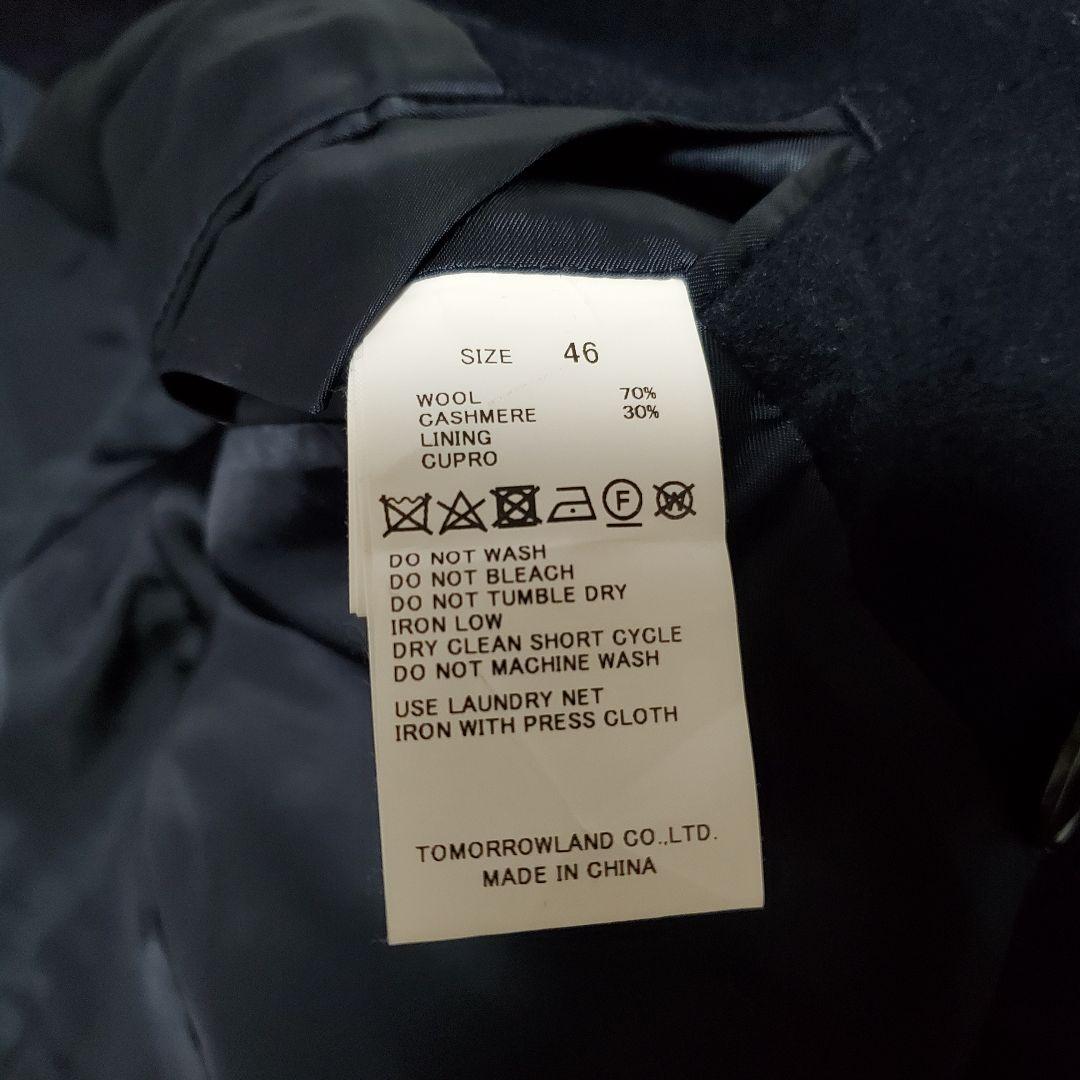 SIZE 46
WOOL 70%
CASHMERE 30%
LINING
CUPRO
F W
DO NOT WASH
DO NOT BLEACH
DO NOT TUMBLE DRY
IRON LOW
DRY CLEAN SHORT CYCLE
DO NOT MACHINE WASH
USE LAUNDRY NET
IRON WITH PRESS CLOTH
TOMORROWLAND CO.,LTD.
MADE IN CHINA